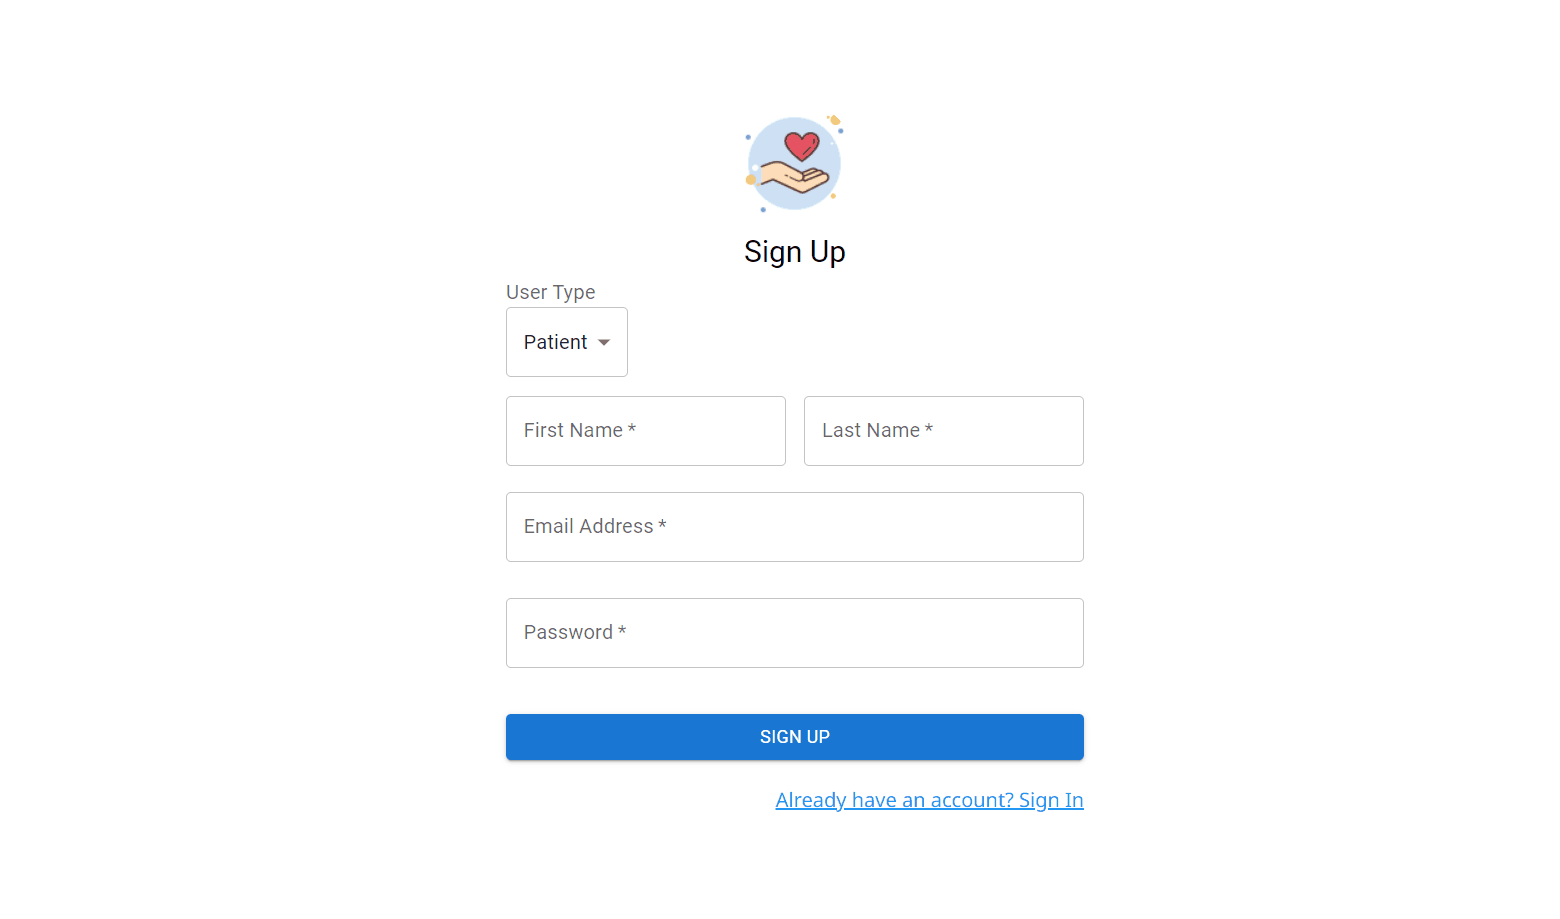 Sign Up
User Type
Patient
First Name *
Last Name *
Email Address *
Password *
SIGN UP
Already have an account? Sign In